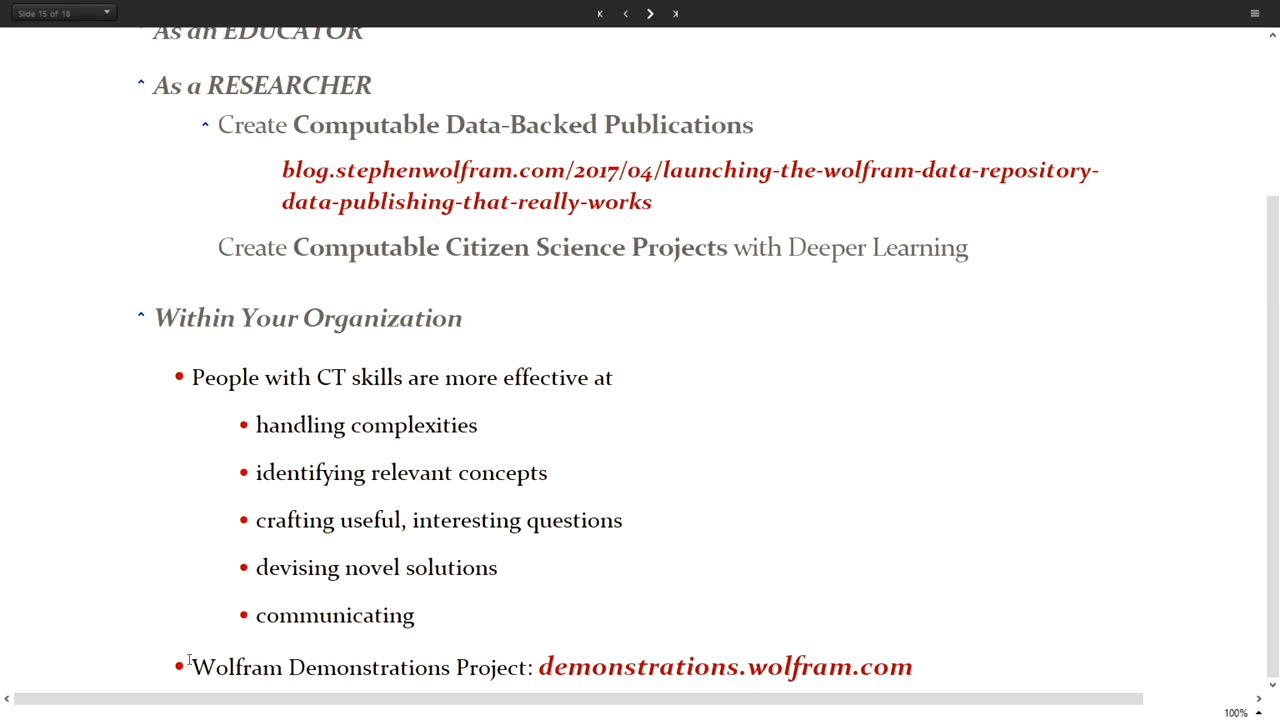 Slide 15 of 18
As an EDUCATOR
As a RESEARCHER
Create Computable Data-Backed Publications
blog.stephenwolfram.com/2017/04/launching-the-wolfram-data-repository-
data-publishing-that-really-works
Create Computable Citizen Science Projects with Deeper Learning
Within Your Organization
• People with CT skills are more effective at
• handling complexities
• identifying relevant concepts
• crafting useful, interesting questions
• devising novel solutions
• communicating
• Wolfram Demonstrations Project: demonstrations.wolfram.com
100%